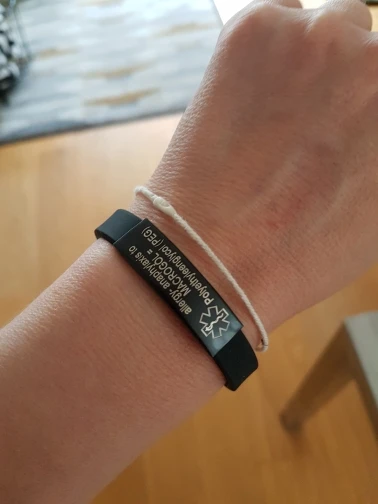 allergy- anaphylaxis to
MACROGOL =
Polyethyleenglycol (PEG)